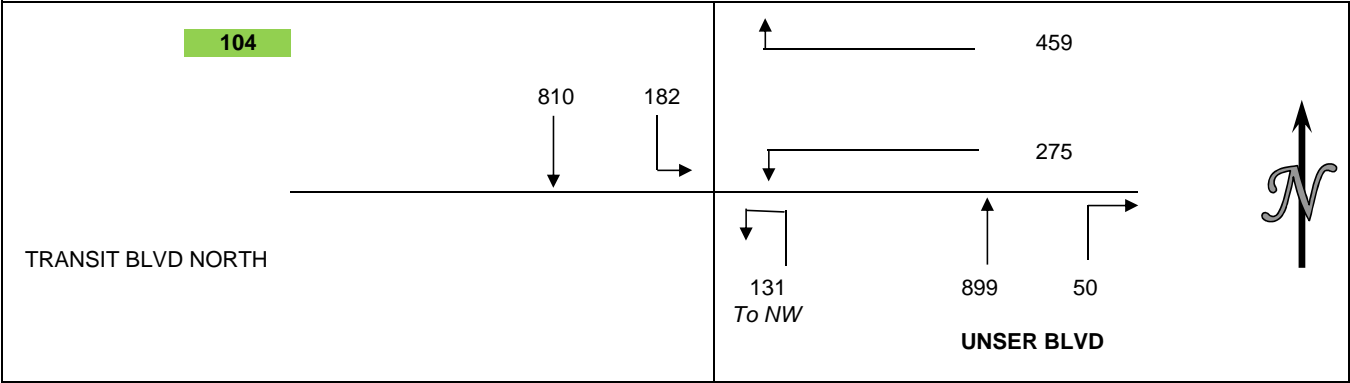 104
459
810 182
275
TRANSIT BLVD NORTH
N
131 899 50
To NW
UNSER BLVD